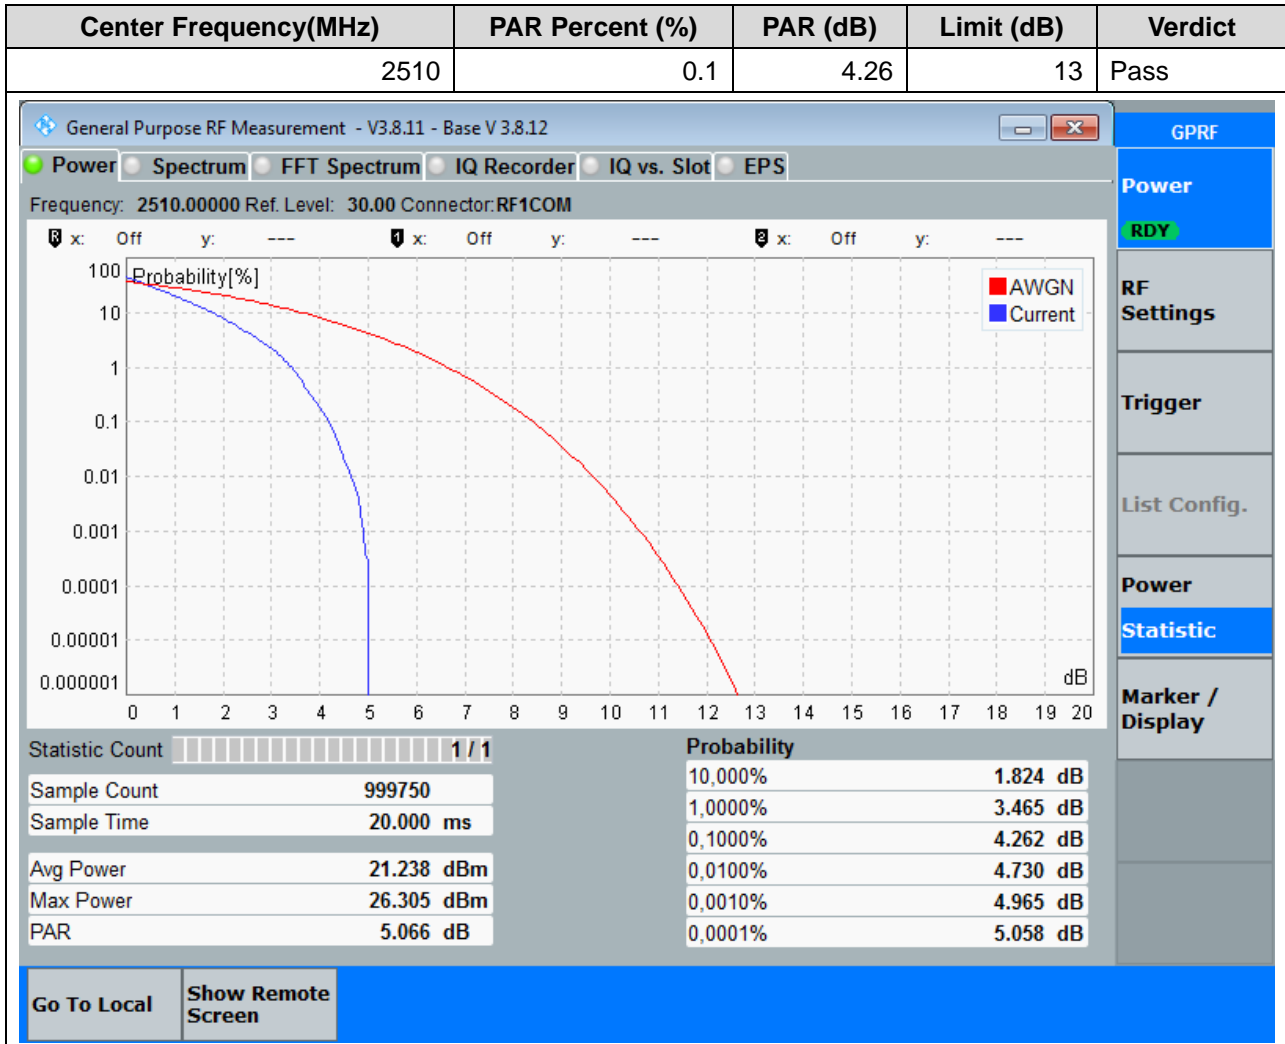 Center Frequency(MHz) PAR Percent (%) PAR (dB) Limit (dB) Verdict
2510 0.1 4.26 13 Pass
General Purpose RF Measurement - V3.8.11 - Base V 3.8.12
GPRF
Power Spectrum FFT Spectrum IQ Recorder IQ vs. Slot EPS
Power
RDY
Frequency: 2510.00000 Ref. Level: 30.00 Connector: RF1COM
R x: Off y: --- 1 x: Off y: --- 2 x: Off y: ---
Probability[%]
AWGN
Current
100
10
1
0.1
0.01
0.001
0.0001
0.00001
0.000001
dB
0 1 2 3 4 5 6 7 8 9 10 11 12 13 14 15 16 17 18 19 20
RF
Settings
Trigger
List Config.
Power
Statistic
Marker /
Display
Statistic Count 1 / 1
Sample Count 999750
Sample Time 20.000 ms
Avg Power 21.238 dBm
Max Power 26.305 dBm
PAR 5.066 dB
Probability
10,000% 1.824 dB
1,0000% 3.465 dB
0,1000% 4.262 dB
0,0100% 4.730 dB
0,0010% 4.965 dB
0,0001% 5.058 dB
Go To Local
Show Remote
Screen